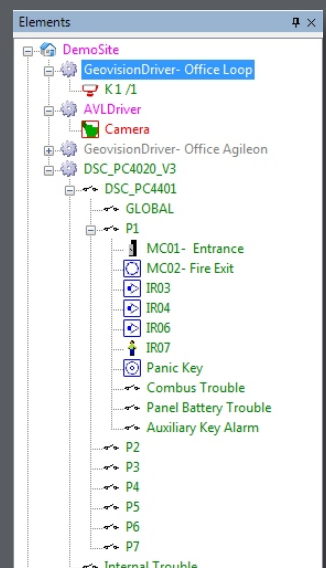 Elements
DemoSite
GeovisionDriver- Office Loop
K 1 /1
AVLDriver
Camera
GeovisionDriver- Office Agileon
DSC_PC4020_V3
DSC_PC4401
GLOBAL
P1
MC01-  Entrance
MC02- Fire Exit
IR03
IR04
IR06
IR07
Panic Key
Combus Trouble
Panel Battery Trouble
Auxiliary Key Alarm
P2
P3
P4
P5
P6
P7
Internal Trouble